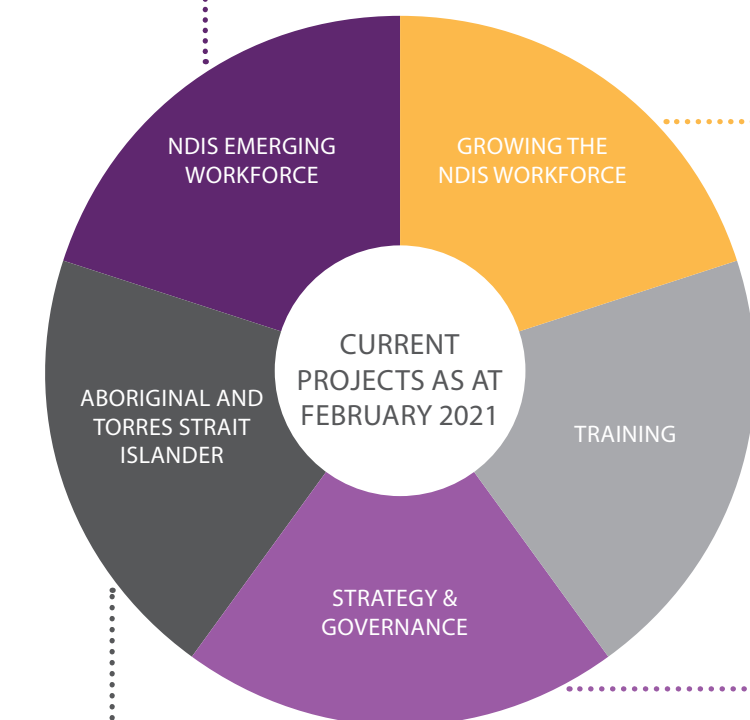 NDIS EMERGING
WORKFORCE
GROWING THE
NDIS WORKFORCE
CURRENT
PROJECTS AS AT
FEBRUARY 2021
ABORIGINAL AND
TORRES STRAIT
ISLANDER
TRAINING
STRATEGY &
GOVERNANCE